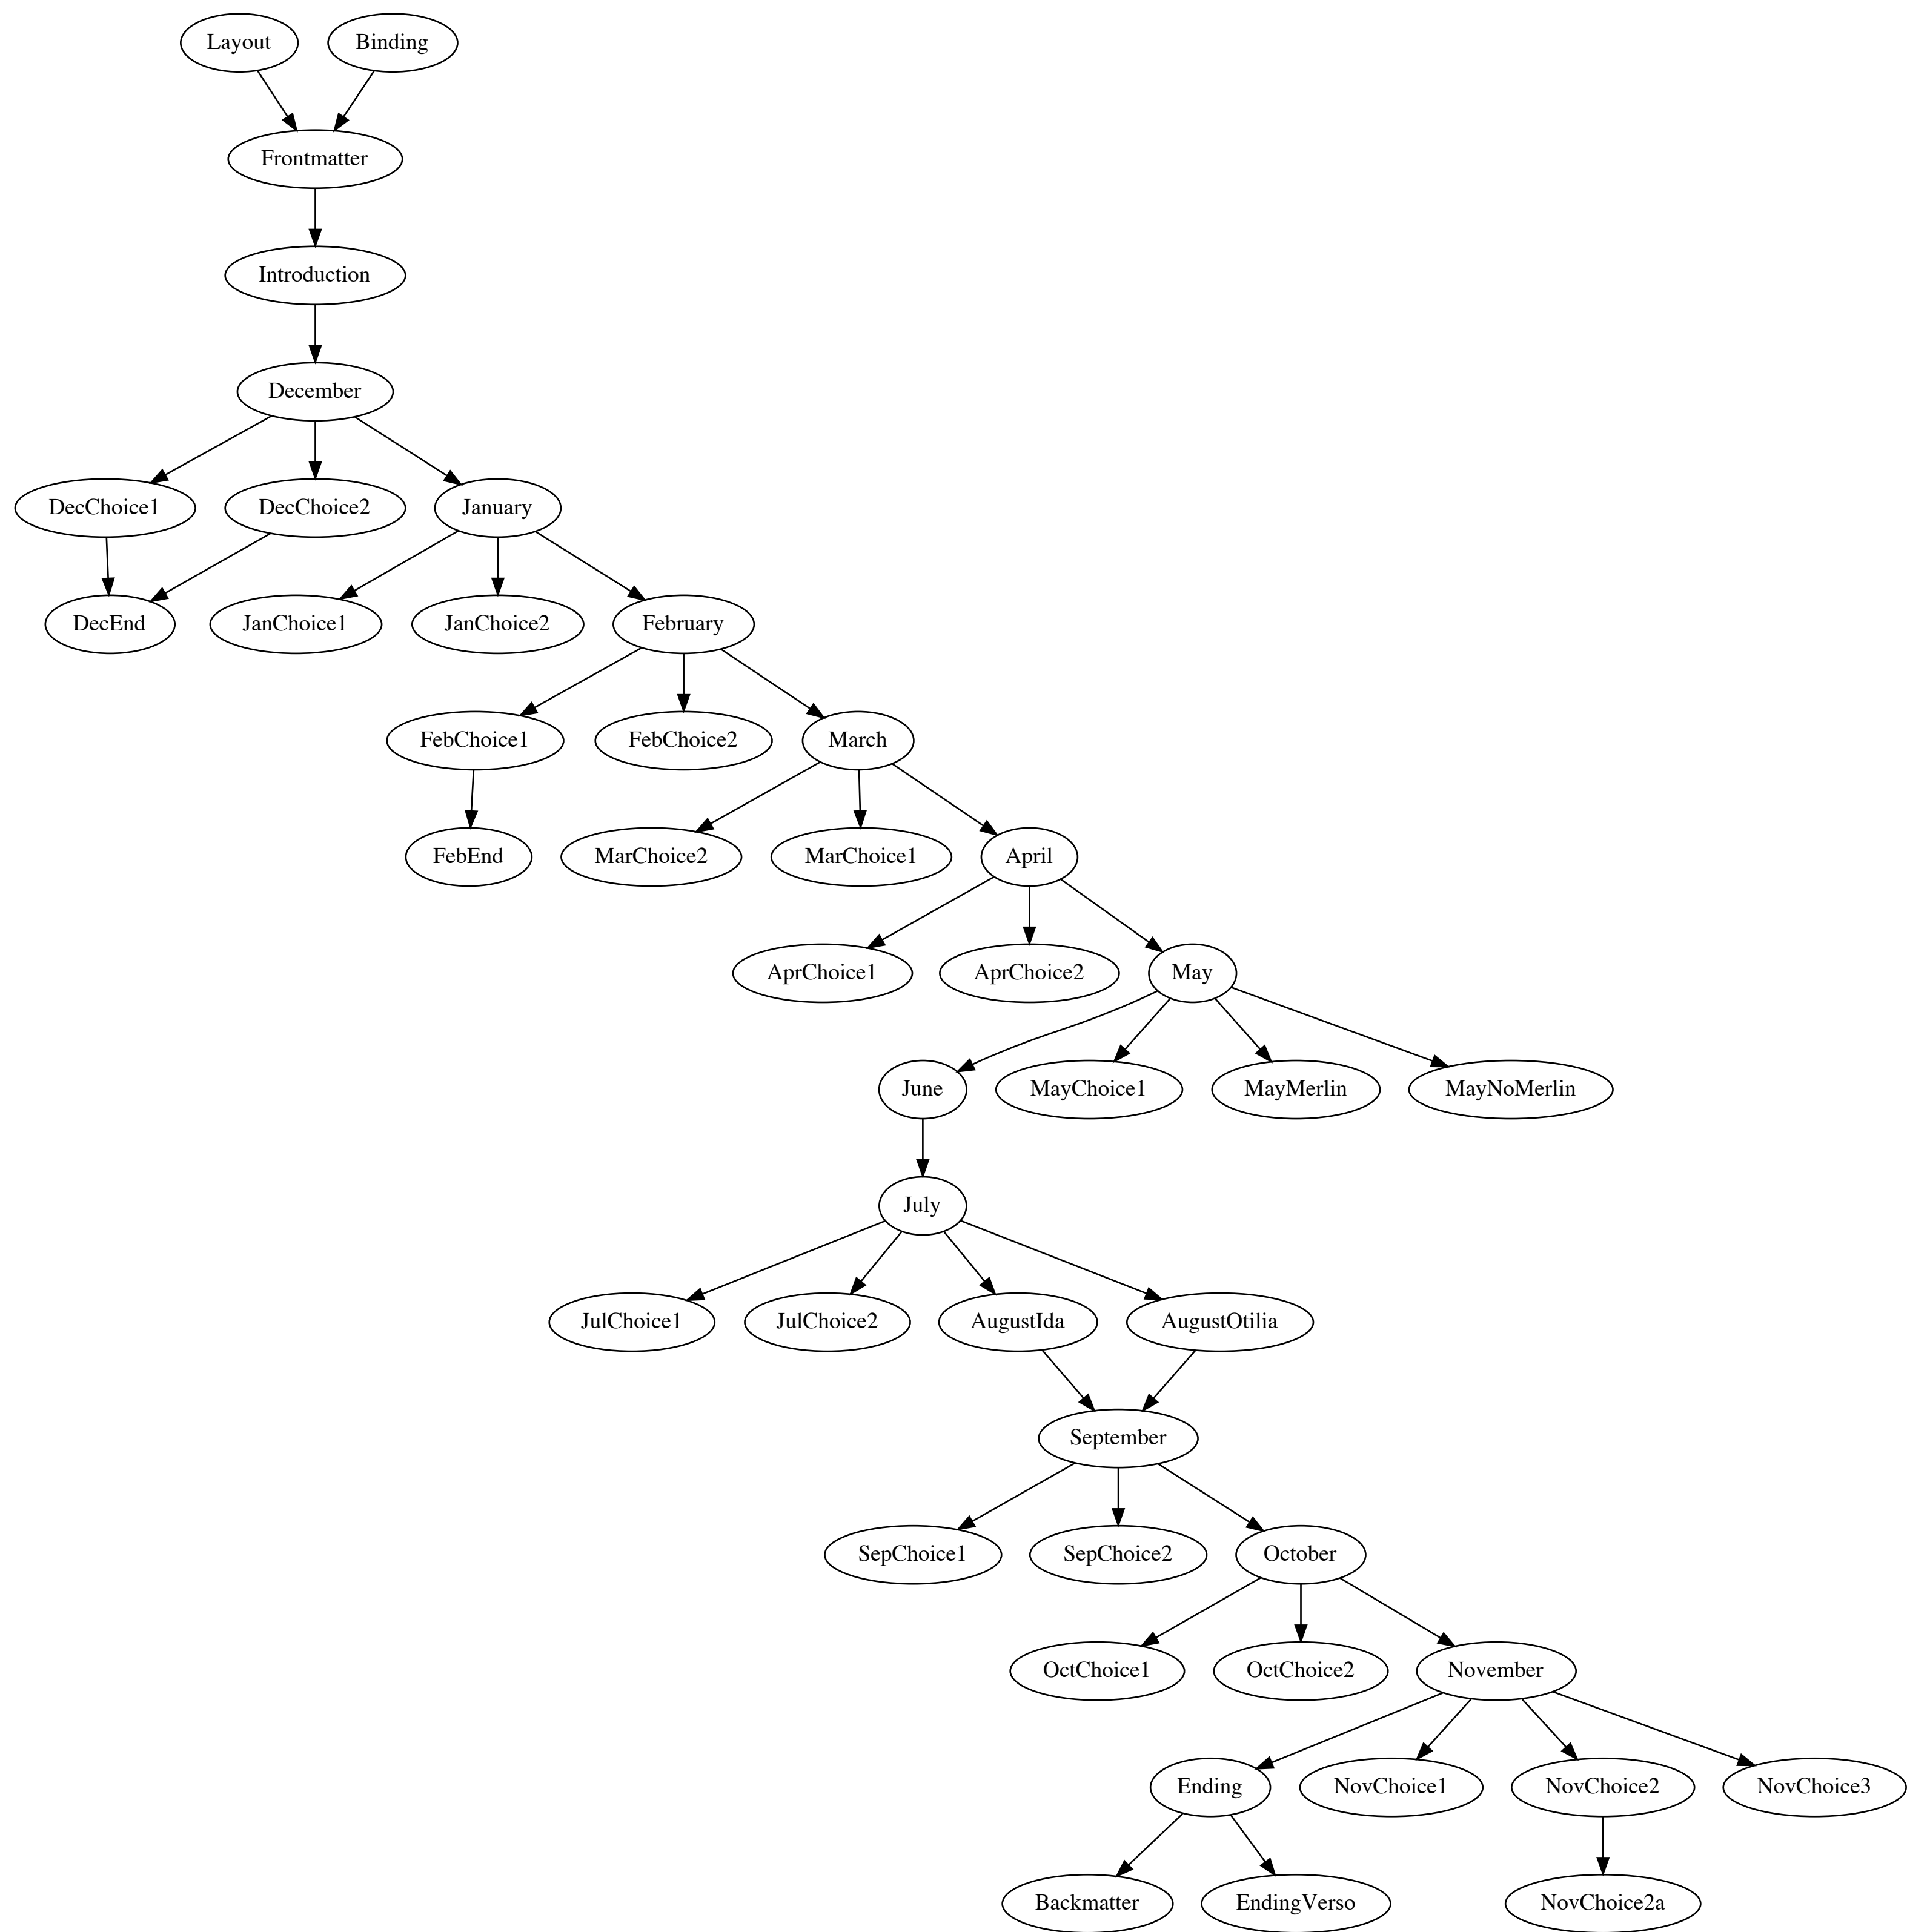 Layout Binding
Frontmatter
Introduction
December
DecChoice1 DecChoice2 January
DecEnd JanChoice1 JanChoice2 February
FebChoice1 FebChoice2 March
FebEnd MarChoice2 MarChoice1 April
AprChoice1 AprChoice2 May
June MayChoice1 MayMerlin MayNoMerlin
July
JulChoice1 JulChoice2 AugustIda AugustOtilia
September
SepChoice1 SepChoice2 October
OctChoice1 OctChoice2 November
Ending NovChoice1 NovChoice2 NovChoice3
Backmatter EndingVerso NovChoice2a